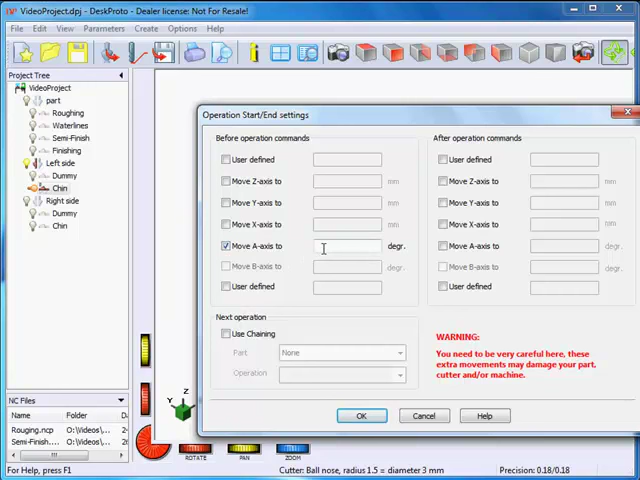 VideoProject.dpj - DeskProto - Dealer license: Not For Resale!
File Edit View Parameters Create Options Help
Project Tree
VideoProject
part
Roughing
Waterlines
Semi-Finish
Finishing
Left side
Dummy
Chin
Right side
Dummy
Chin
NC Files
Name Size D
Rouging.ncp
Semi-Finish....
Z
Y
ROTATE PAN ZOOM
Operation Start/End settings
Before operation commands
User defined
Move Z-axis to mm
Move Y-axis to mm
Move X-axis to mm
Move A-axis to degr.
Move B-axis to degr.
User defined
After operation commands
User defined
Move Z-axis to mm
Move Y-axis to mm
Move X-axis to mm
Move A-axis to degr.
Move B-axis to degr.
User defined
Next operation
Use Chaining
Part None
Operation
WARNING:
You need to be very careful here, these
extra movements may damage your part,
cutter and/or machine.
OK Cancel Help
For Help, press F1
Cutter: Ball nose, radius 1.5 = diameter 3 mm
Precision: 0.18/0.18